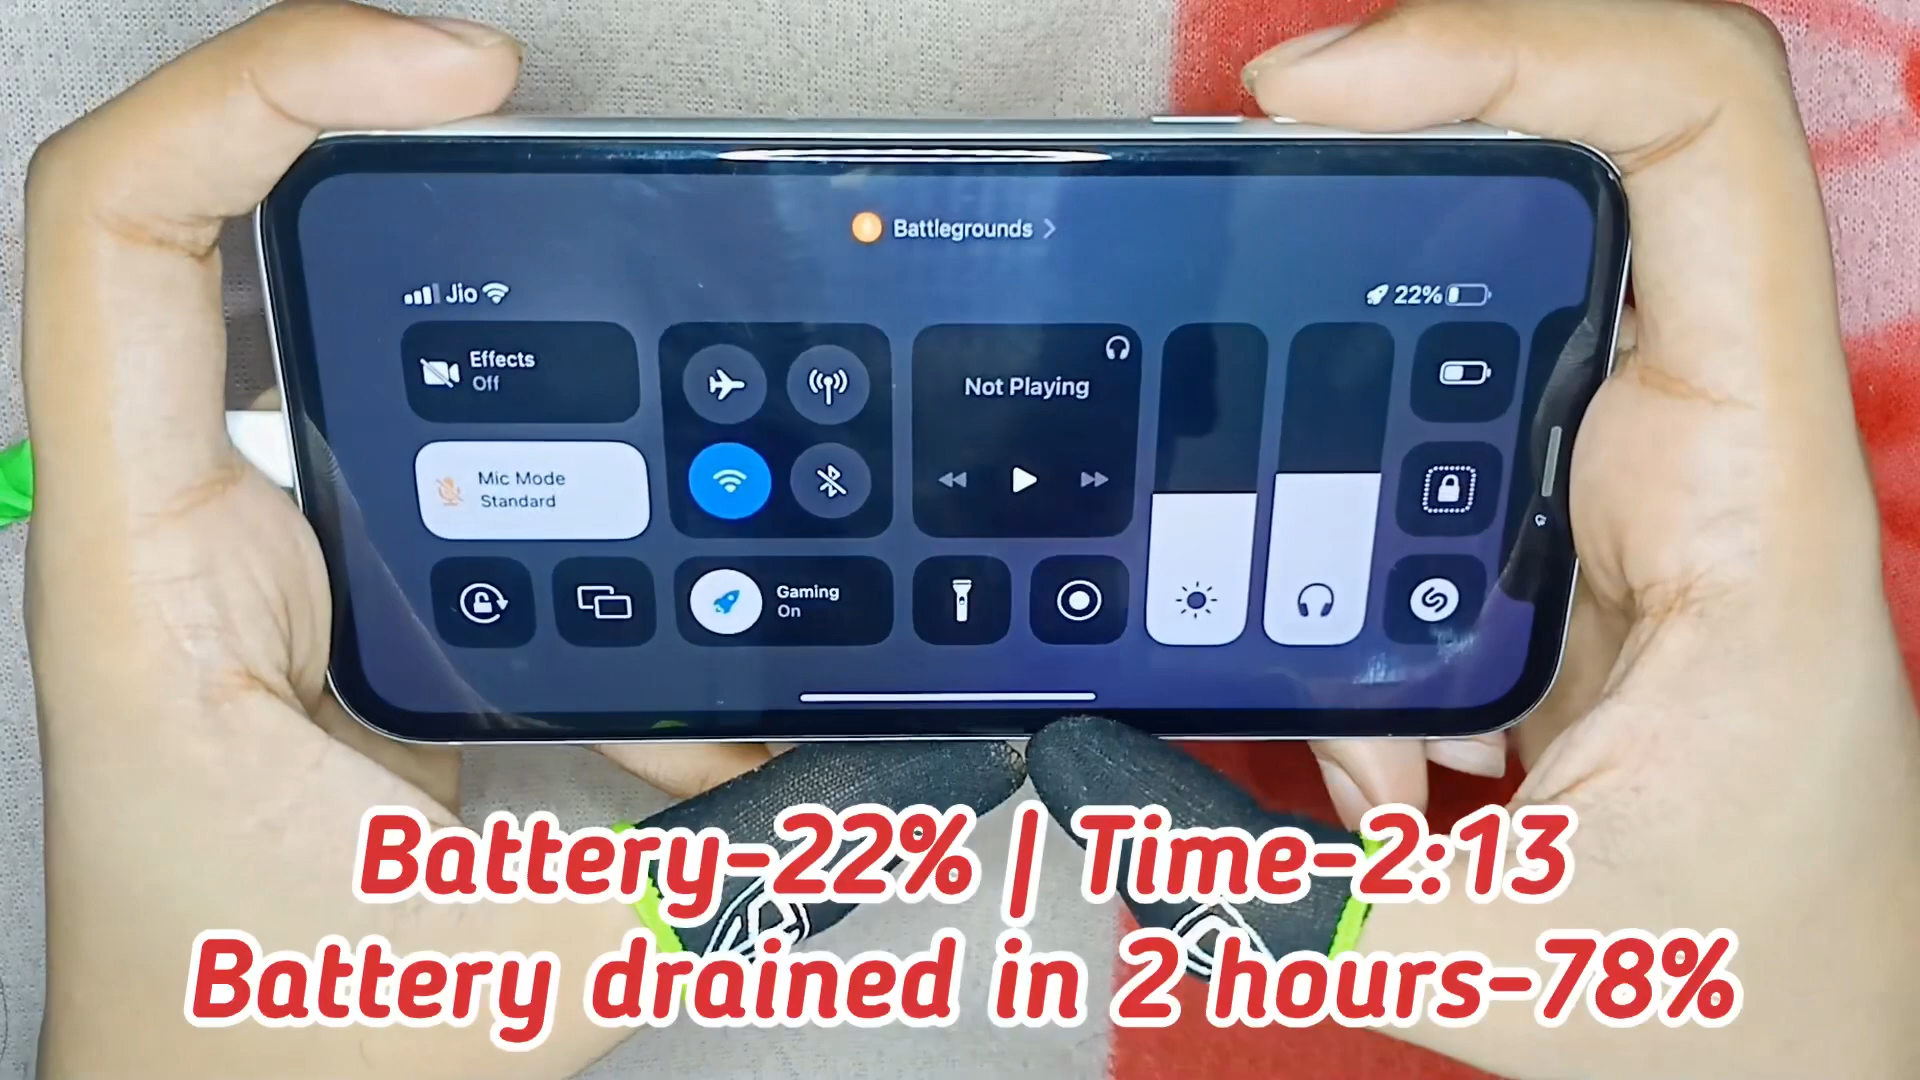 Battlegrounds
Jio
22%
Effects
Off
Mic Mode
Standard
Not Playing
Gaming
On
Battery-22% | Time-2:13
Battery drained in 2 hours-78%